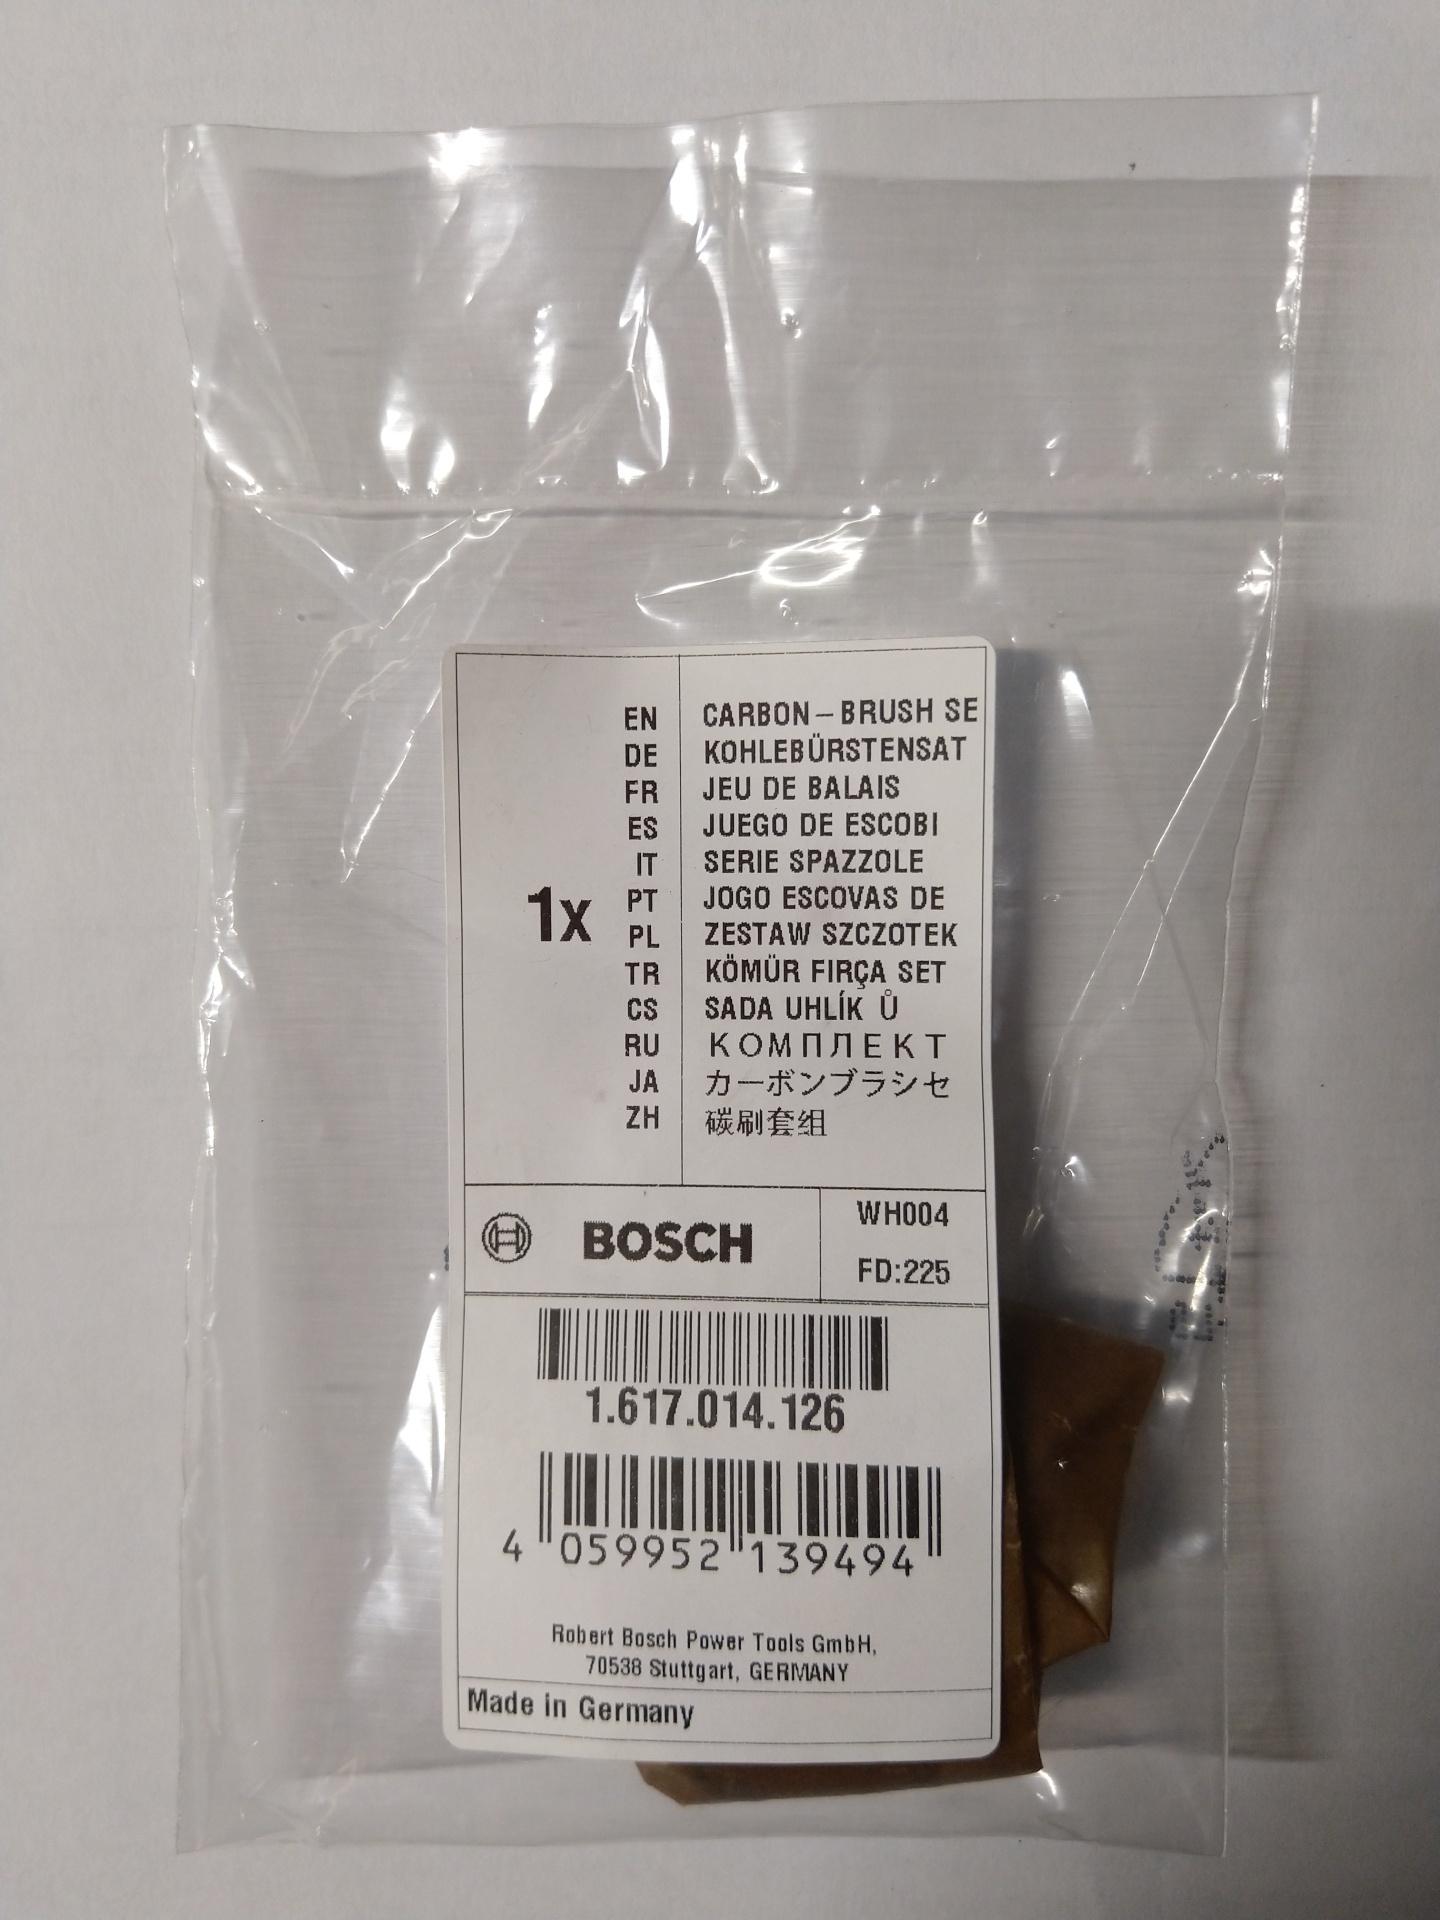 1x
EN CARBON-BRUSH SE
DE KOHLEBÜRSTENSAT
FR JEU DE BALAIS
ES JUEGO DE ESCOBI
IT SERIE SPAZZOLE
PT JOGO ESCOVAS DE
PL ZESTAW SZCZOTEK
TR KÖMÜR FIRÇA SET
CS SADA UHLÍK Ů
RU КОМПЛЕКТ
JA カーボンブラシセ
ZH 碳刷套组
BOSCH
WH004
FD:225
1.617.014.126
4 059952 139494
Robert Bosch Power Tools GmbH,
70538 Stuttgart, GERMANY
Made in Germany